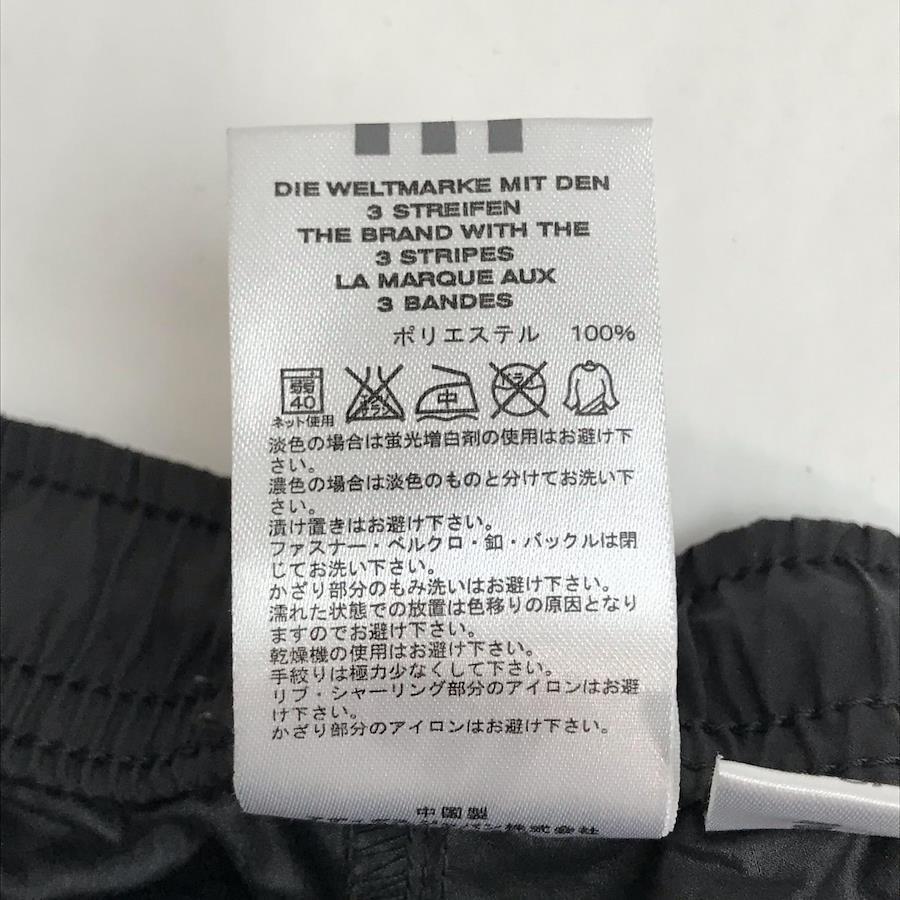 DIE WELTMARKE MIT DEN
3 STREIFEN
THE BRAND WITH THE
3 STRIPES
LA MARQUE AUX
3 BANDES
ポリエステル 100%
弱
40
中
ネット使用
淡色の場合は蛍光増白剤の使用はお避け下
さい。
濃色の場合は淡色のものと分けてお洗い下
さい。
漬け置きはお避け下さい。
ファスナー・ベルクロ・釦・バックルは閉
じてお洗い下さい。
かざり部分のもみ洗いはお避け下さい。
濡れた状態での放置は色移りの原因となり
ますのでお避け下さい。
乾燥機の使用はお避け下さい。
手絞りは極力少なくして下さい。
リブ・シャーリング部分のアイロンはお避
け下さい。
かざり部分のアイロンはお避け下さい。
中国製
株式会社